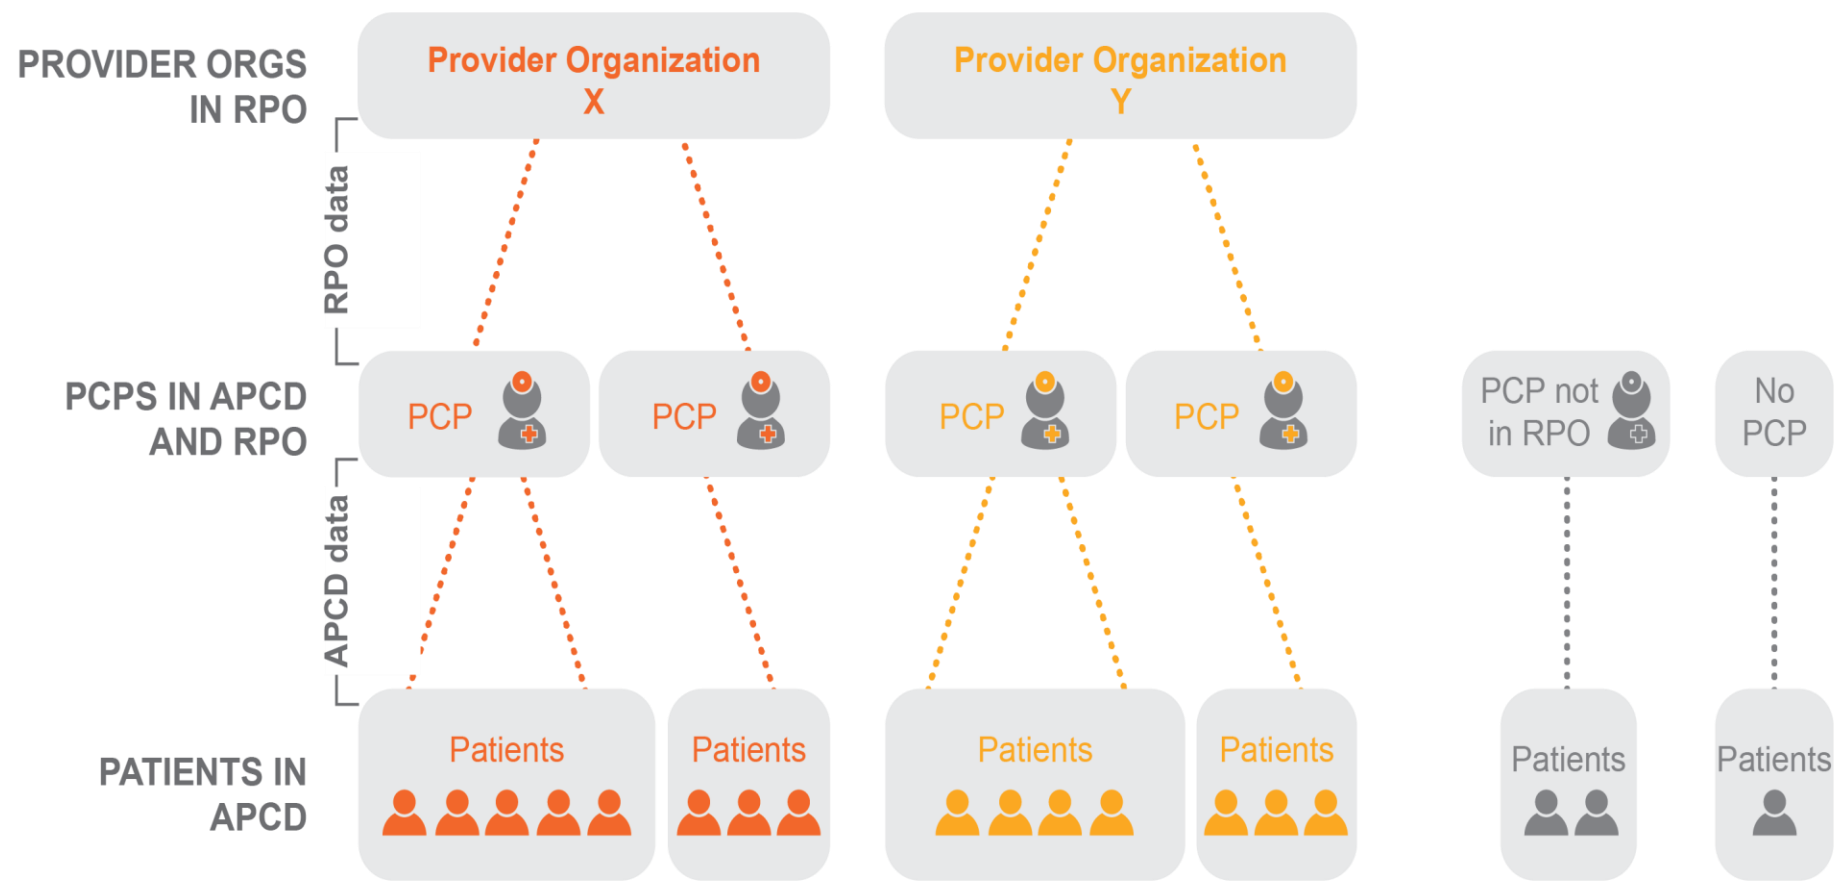 PROVIDER ORGS
IN RPO
Provider Organization
X
Provider Organization
Y
RPO data
PCPS IN APCD
AND RPO
PCP
PCP
PCP
PCP
PCP not
in RPO
No
PCP
APCD data
PATIENTS IN
APCD
Patients
Patients
Patients
Patients
Patients
Patients